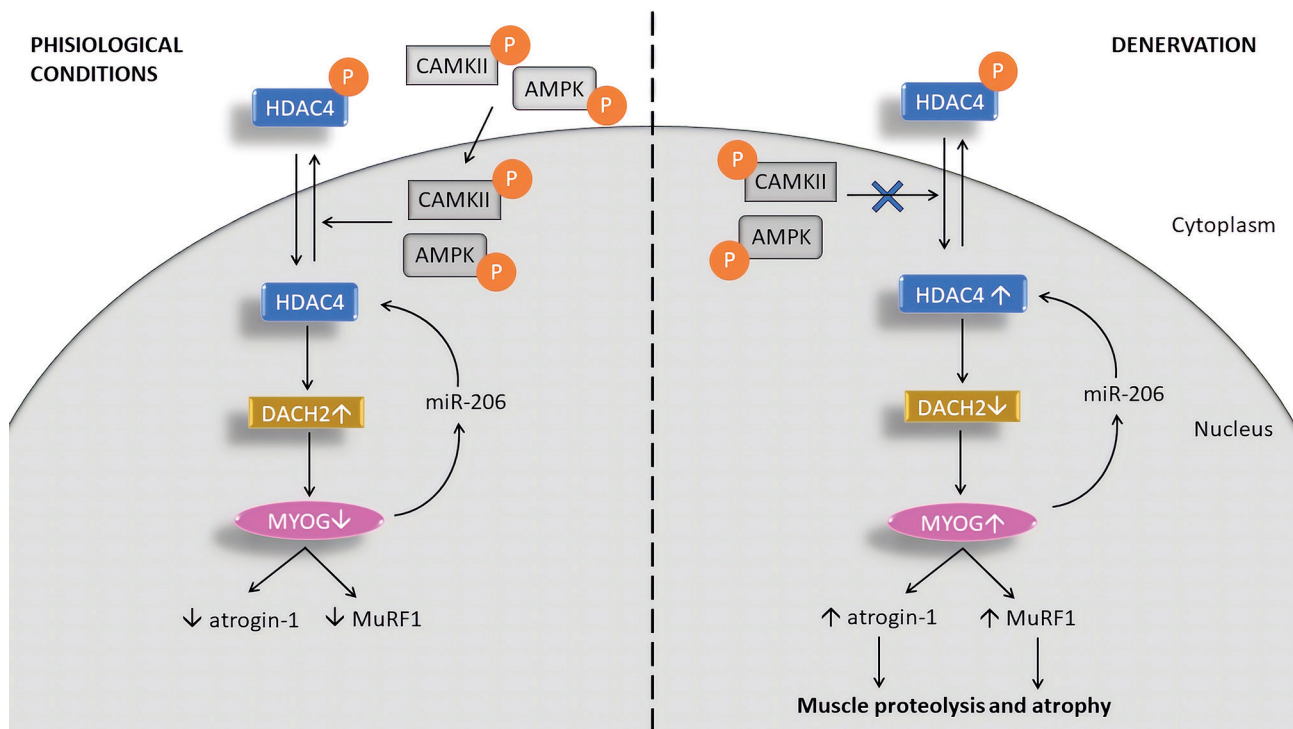 PHISIOLOGICAL
CONDITIONS
P
HDAC4
CAMKII
P
AMPK
P
CAMKII
P
AMPK
P
HDAC4
DACH2↑
miR-206
MYOG↓
↓ atrogin-1
↓ MuRF1
DENERVATION
P
HDAC4
P
CAMKII
AMPK
P
Cytoplasm
HDAC4 ↑
DACH2↓
miR-206
Nucleus
MYOG↑
↑ atrogin-1
↑ MuRF1
Muscle proteolysis and atrophy